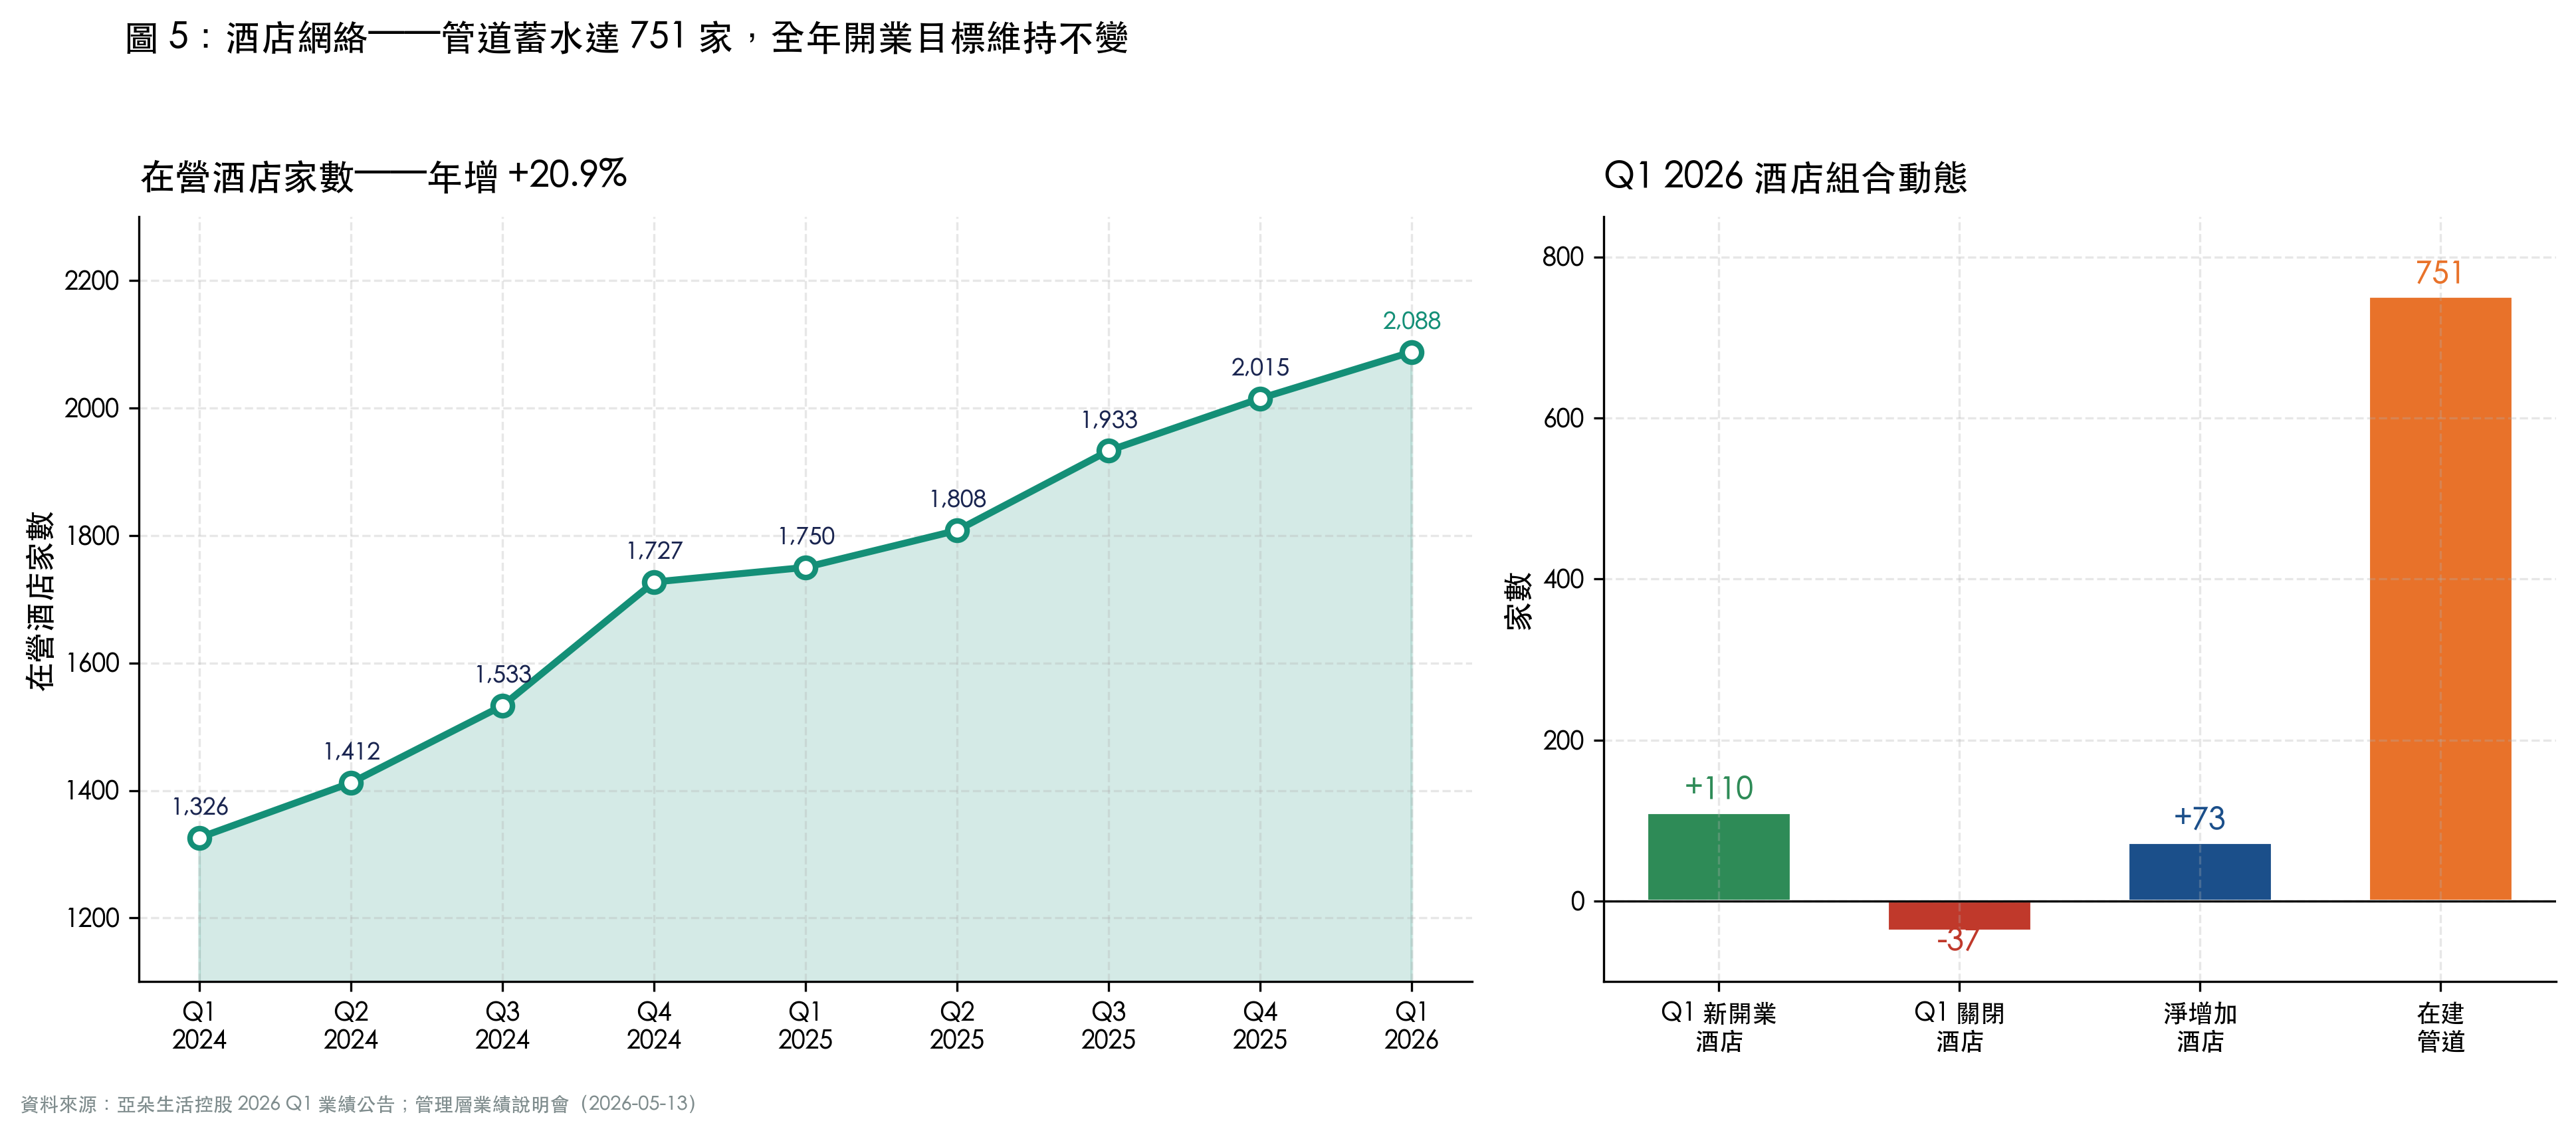 圖 5：酒店網絡——管道蓄水達 751 家，全年開業目標維持不變
在營酒店家數——年增 +20.9%
在營酒店家數
2200
2000
1800
1600
1400
1200
1,326
1,412
1,533
1,727
1,750
1,808
1,933
2,015
2,088
Q1
2024
Q2
2024
Q3
2024
Q4
2024
Q1
2025
Q2
2025
Q3
2025
Q4
2025
Q1
2026
Q1 2026 酒店組合動態
家數
800
600
400
200
0
+110
-37
+73
751
Q1 新開業
酒店
Q1 關閉
酒店
淨增加
酒店
在建
管道
資料來源：亞朵生活控股 2026 Q1 業績公告；管理層業績說明會（2026-05-13）